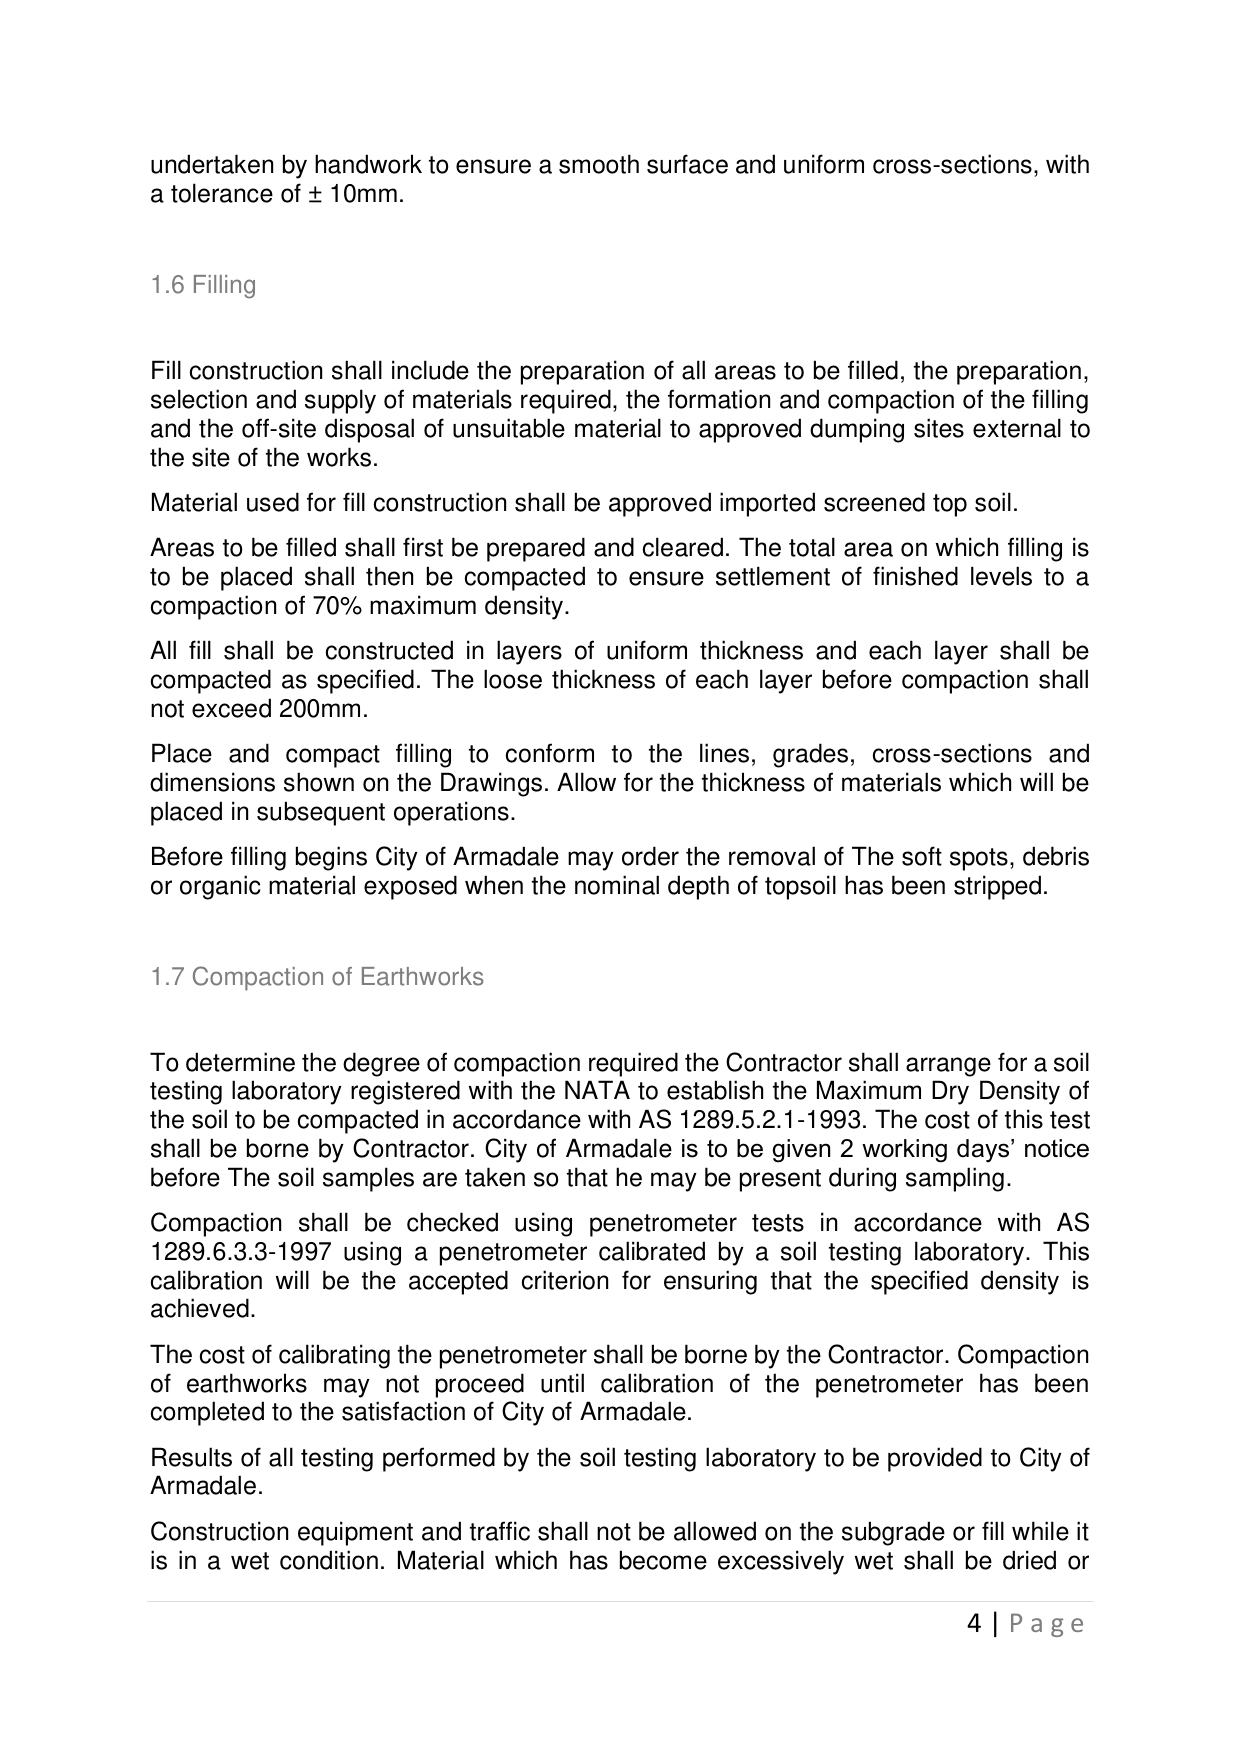 undertaken by handwork to ensure a smooth surface and uniform cross-sections, with
a tolerance of ± 10mm.
1.6 Filling
Fill construction shall include the preparation of all areas to be filled, the preparation,
selection and supply of materials required, the formation and compaction of the filling
and the off-site disposal of unsuitable material to approved dumping sites external to
the site of the works.
Material used for fill construction shall be approved imported screened top soil.
Areas to be filled shall first be prepared and cleared. The total area on which filling is
to be placed shall then be compacted to ensure settlement of finished levels to a
compaction of 70% maximum density.
All fill shall be constructed in layers of uniform thickness and each layer shall be
compacted as specified. The loose thickness of each layer before compaction shall
not exceed 200mm.
Place and compact filling to conform to the lines, grades, cross-sections and
dimensions shown on the Drawings. Allow for the thickness of materials which will be
placed in subsequent operations.
Before filling begins City of Armadale may order the removal of The soft spots, debris
or organic material exposed when the nominal depth of topsoil has been stripped.
1.7 Compaction of Earthworks
To determine the degree of compaction required the Contractor shall arrange for a soil
testing laboratory registered with the NATA to establish the Maximum Dry Density of
the soil to be compacted in accordance with AS 1289.5.2.1-1993. The cost of this test
shall be borne by Contractor. City of Armadale is to be given 2 working days’ notice
before The soil samples are taken so that he may be present during sampling.
Compaction shall be checked using penetrometer tests in accordance with AS
1289.6.3.3-1997 using a penetrometer calibrated by a soil testing laboratory. This
calibration will be the accepted criterion for ensuring that the specified density is
achieved.
The cost of calibrating the penetrometer shall be borne by the Contractor. Compaction
of earthworks may not proceed until calibration of the penetrometer has been
completed to the satisfaction of City of Armadale.
Results of all testing performed by the soil testing laboratory to be provided to City of
Armadale.
Construction equipment and traffic shall not be allowed on the subgrade or fill while it
is in a wet condition. Material which has become excessively wet shall be dried or
4 | Page